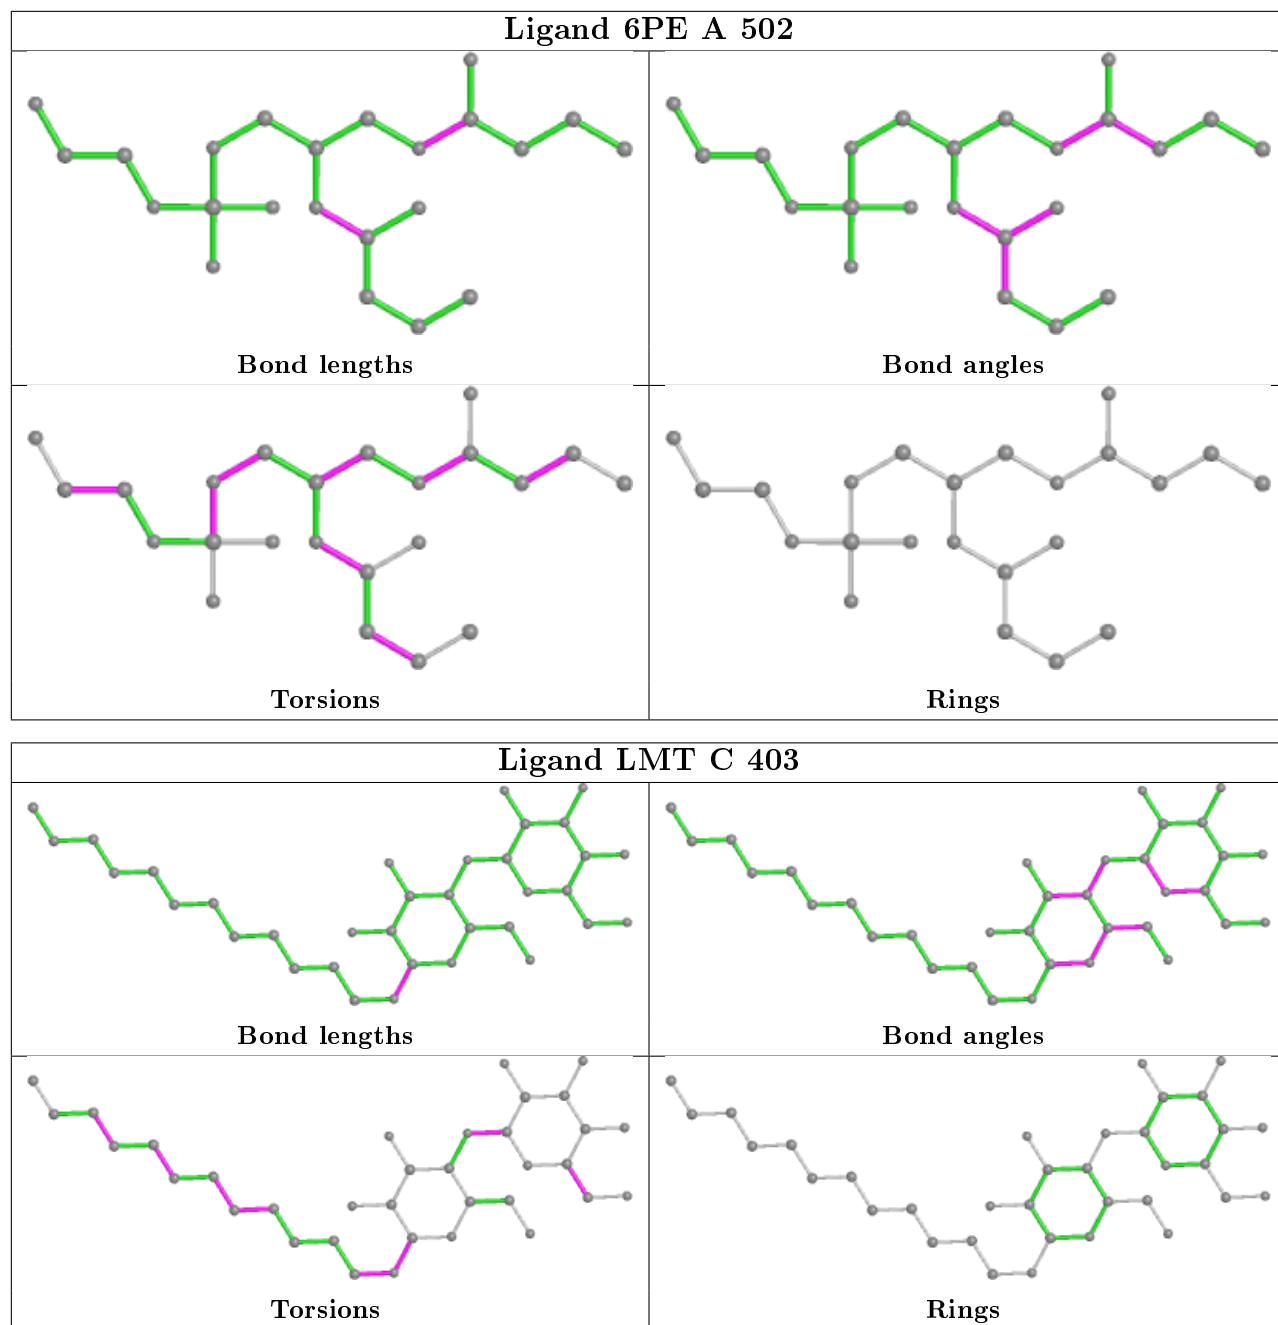 Ligand 6PE A 502
Bond lengths
Bond angles
Torsions
Rings
Ligand LMT C 403
Bond lengths
Bond angles
Torsions
Rings